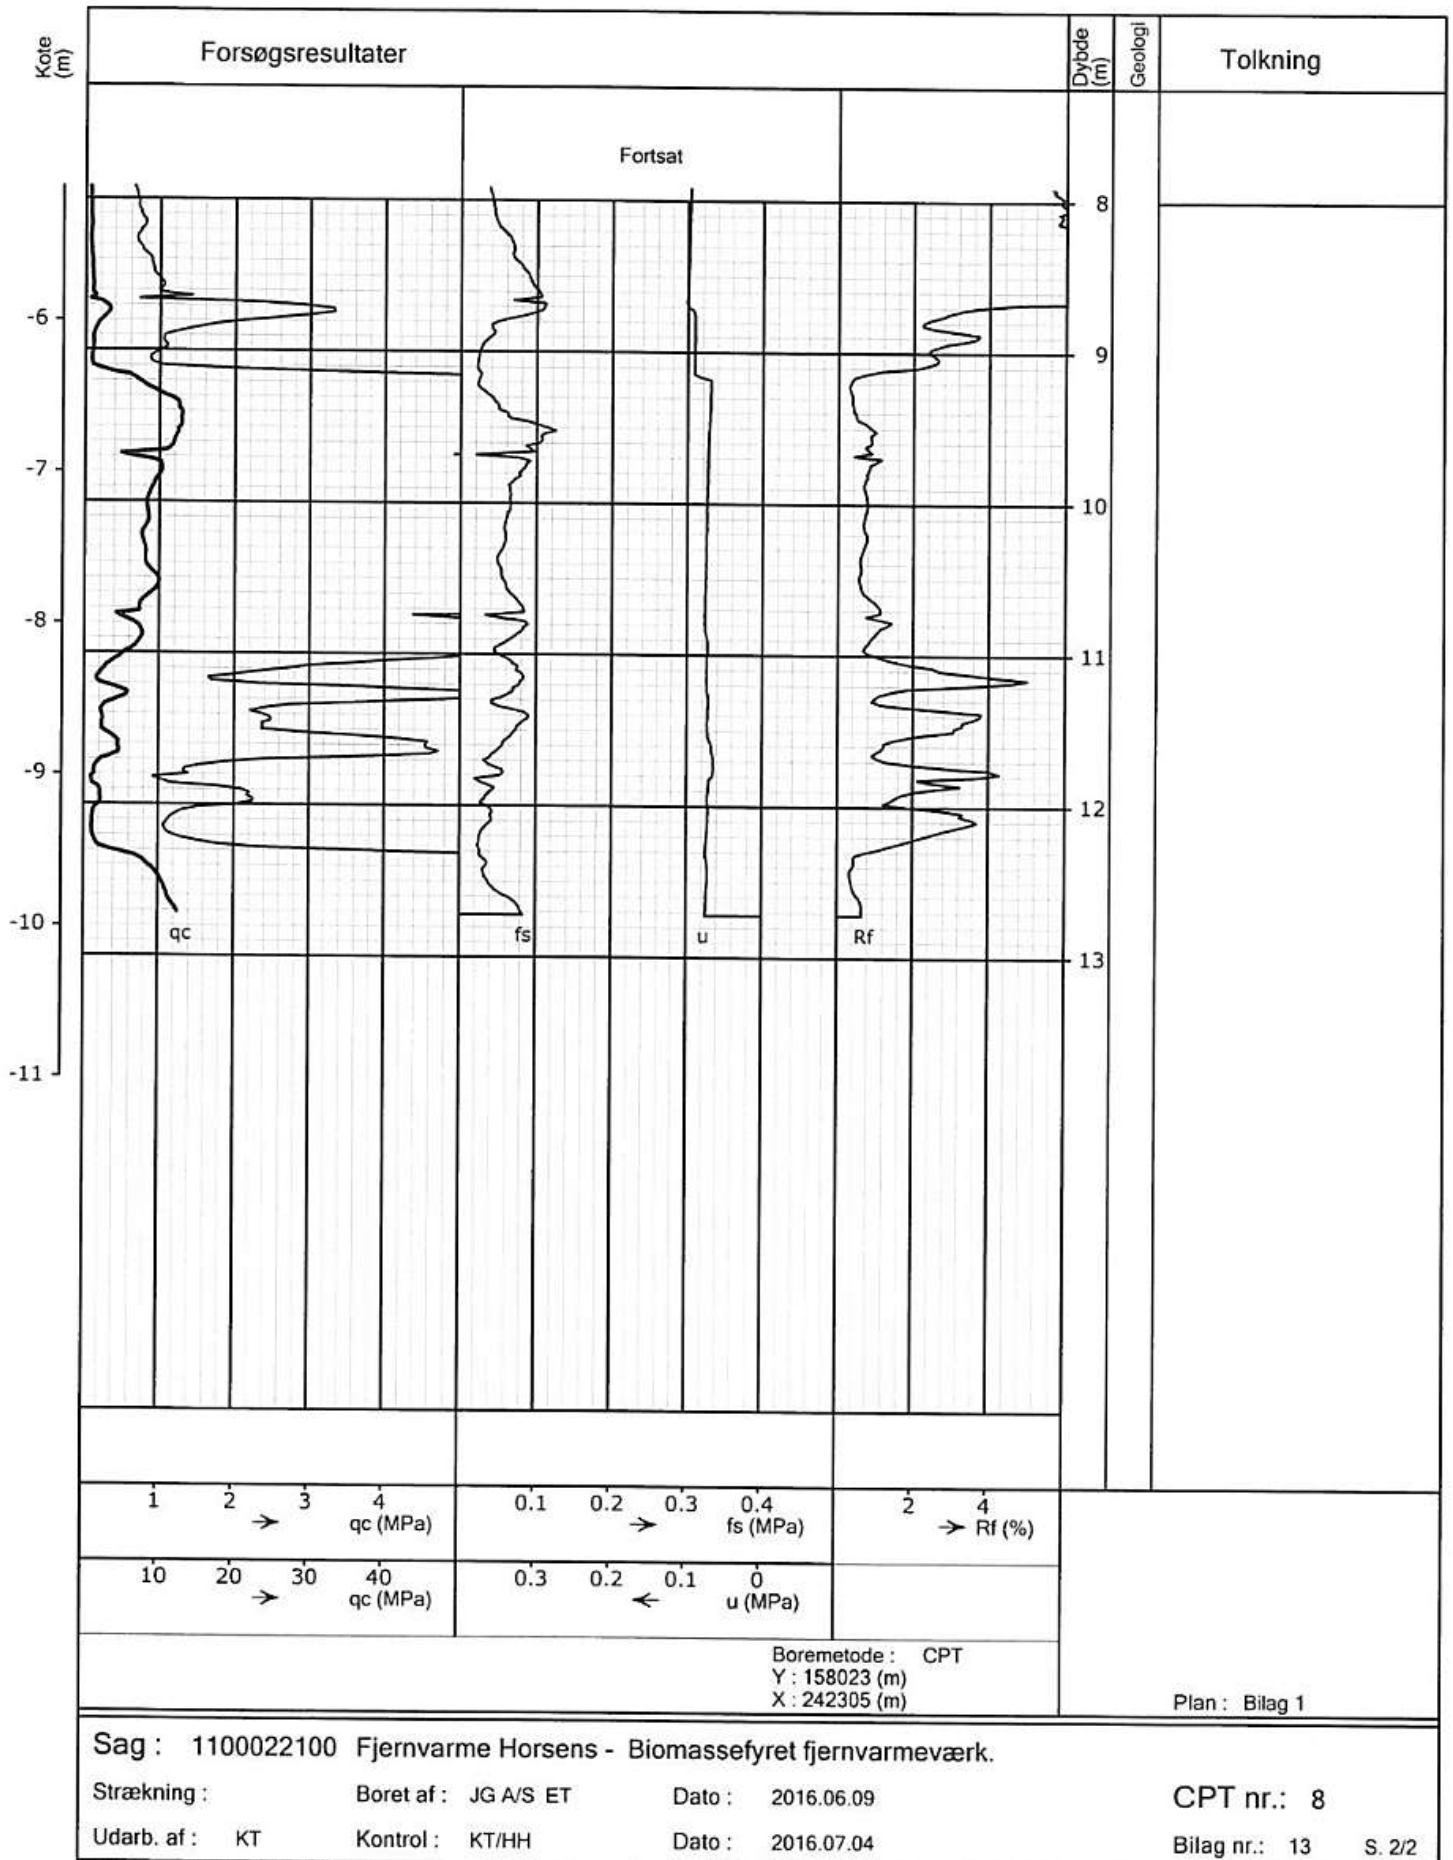 Kote
(m)
Forsøgsresultater
Dybde
(m)
Geologi
Tolkning
Fortsat
8
9
10
11
12
13
-6
-7
-8
-9
-10
-11
qc
fs
u
Rf
1 2 3 4
qc (MPa)
0.1 0.2 0.3 0.4
fs (MPa)
2 4
Rf (%)
10 20 30 40
qc (MPa)
0.3 0.2 0.1 0
u (MPa)
Boremetode : CPT
Y : 158023 (m)
X : 242305 (m)
Plan : Bilag 1
Sag : 1100022100 Fjernvarme Horsens - Biomassefyret fjernvarmeværk.
Strækning : Boret af : JG A/S ET Dato : 2016.06.09 CPT nr.: 8
Udarb. af : KT Kontrol : KT/HH Dato : 2016.07.04 Bilag nr.: 13 S. 2/2